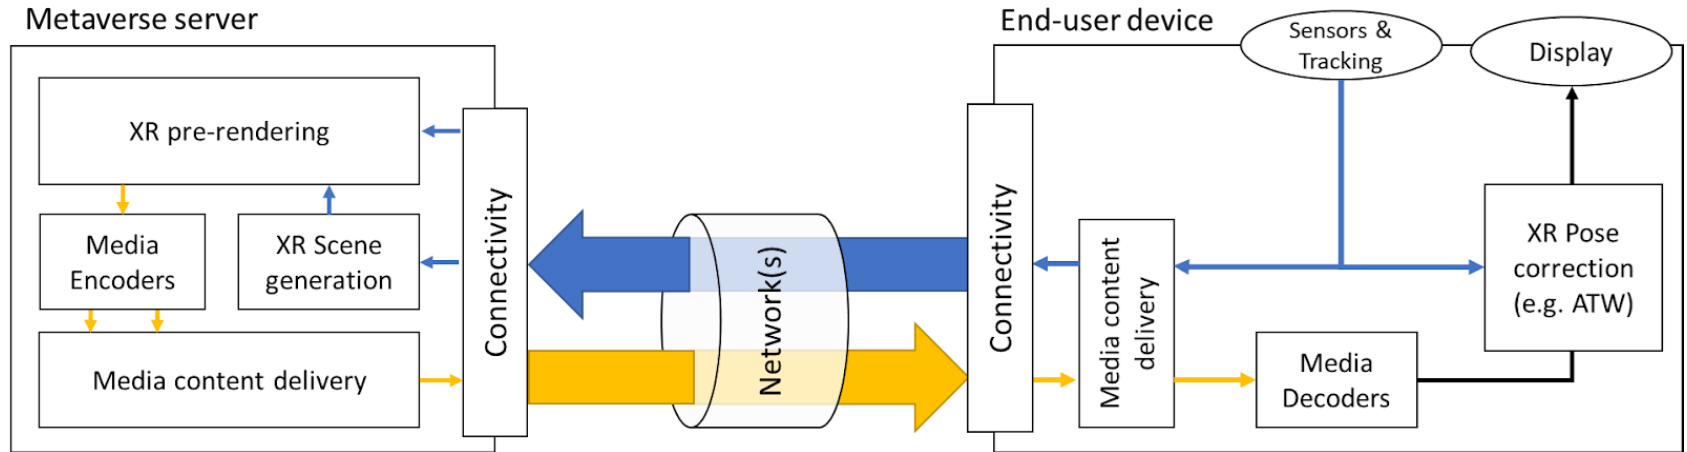 Metaverse server
XR pre-rendering
Media
Encoders
XR Scene
generation
Media content delivery
Connectivity
Network(s)
End-user device
Sensors &
Tracking
Display
Connectivity
Media content
delivery
XR Pose
correction
(e.g. ATW)
Media
Decoders